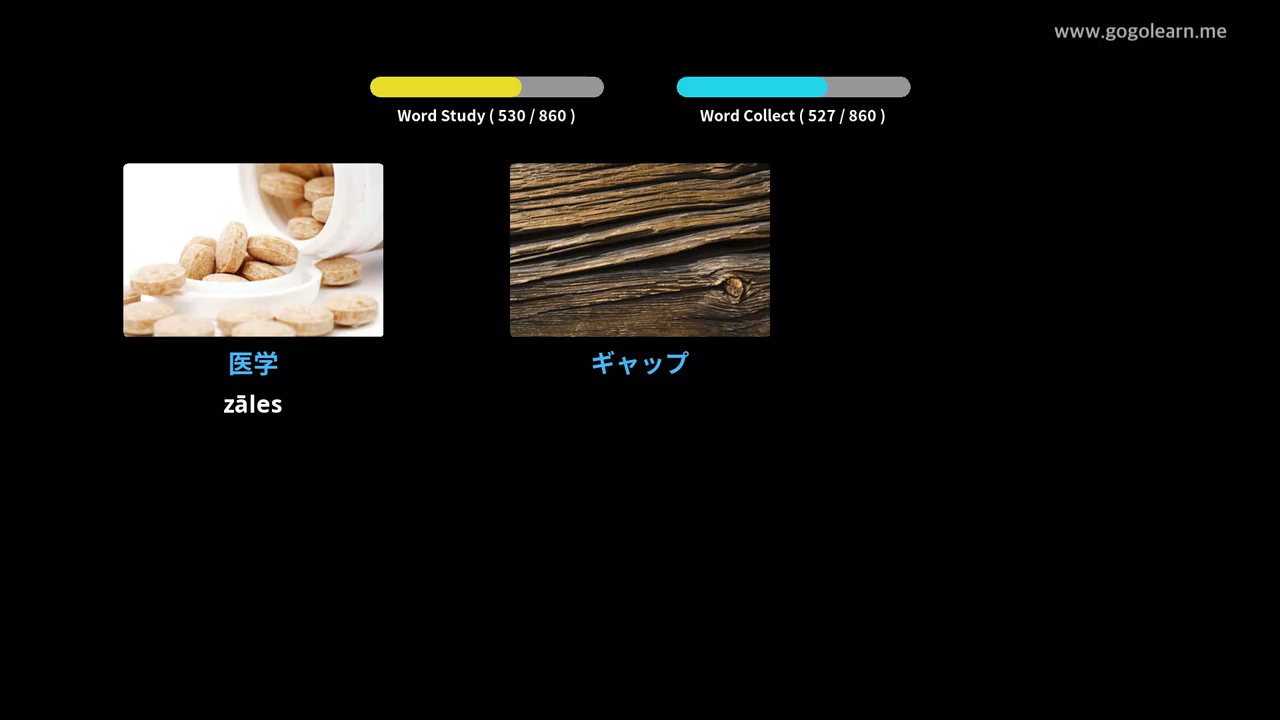 www.gogolearn.me
Word Study ( 530 / 860 )
Word Collect ( 527 / 860 )
医学
ギャップ
zāles